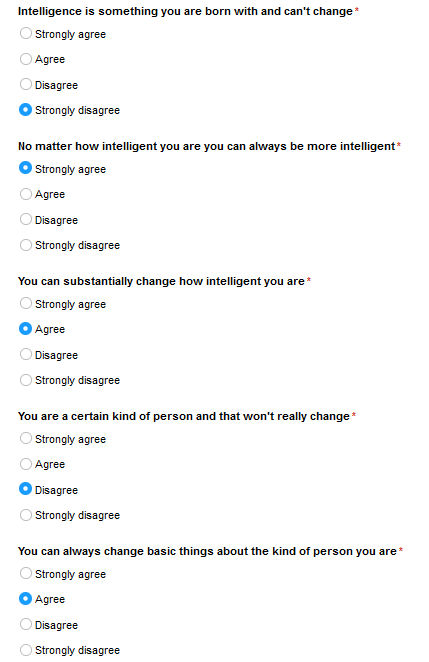 Intelligence is something you are born with and can't change*
Strongly agree
Agree
Disagree
Strongly disagree
No matter how intelligent you are you can always be more intelligent*
Strongly agree
Agree
Disagree
Strongly disagree
You can substantially change how intelligent you are*
Strongly agree
Agree
Disagree
Strongly disagree
You are a certain kind of person and that won't really change*
Strongly agree
Agree
Disagree
Strongly disagree
You can always change basic things about the kind of person you are*
Strongly agree
Agree
Disagree
Strongly disagree